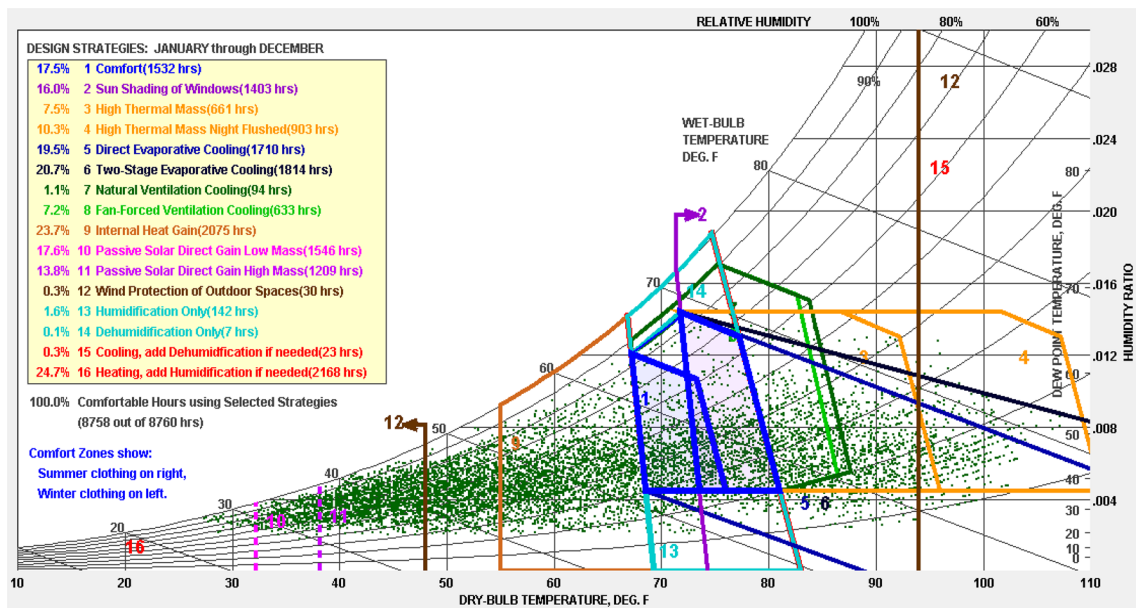 RELATIVE HUMIDITY 100% 80% 60%
DESIGN STRATEGIES: JANUARY through DECEMBER
17.5% 1 Comfort(1532 hrs)
16.0% 2 Sun Shading of Windows(1403 hrs)
7.5% 3 High Thermal Mass(661 hrs)
10.3% 4 High Thermal Mass Night Flushed(903 hrs)
19.5% 5 Direct Evaporative Cooling(1710 hrs)
20.7% 6 Two-Stage Evaporative Cooling(1814 hrs)
1.1% 7 Natural Ventilation Cooling(94 hrs)
7.2% 8 Fan-Forced Ventilation Cooling(633 hrs)
23.7% 9 Internal Heat Gain(2075 hrs)
17.6% 10 Passive Solar Direct Gain Low Mass(1546 hrs)
13.8% 11 Passive Solar Direct Gain High Mass(1209 hrs)
0.3% 12 Wind Protection of Outdoor Spaces(30 hrs)
1.6% 13 Humidification Only(142 hrs)
0.1% 14 Dehumidification Only(7 hrs)
0.3% 15 Cooling, add Dehumidfication if needed(23 hrs)
24.7% 16 Heating, add Humidification if needed(2168 hrs)
100.0% Comfortable Hours using Selected Strategies
(8758 out of 8760 hrs)
Comfort Zones show:
Summer clothing on right,
Winter clothing on left.
90%
WET-BULB
TEMPERATURE
DEG. F
12
15
2
14
1
4
12
9
5
6
10
11
16
13
20
30
40
50
60
70
80
80
70
60
50
40
30
20
10
0
DEW POINT TEMPERATURE, DEG. F
.028
.024
.020
.016
.012
.008
.004
HUMIDITY RATIO
10 20 30 40 50 60 70 80 90 100 110
DRY-BULB TEMPERATURE, DEG. F